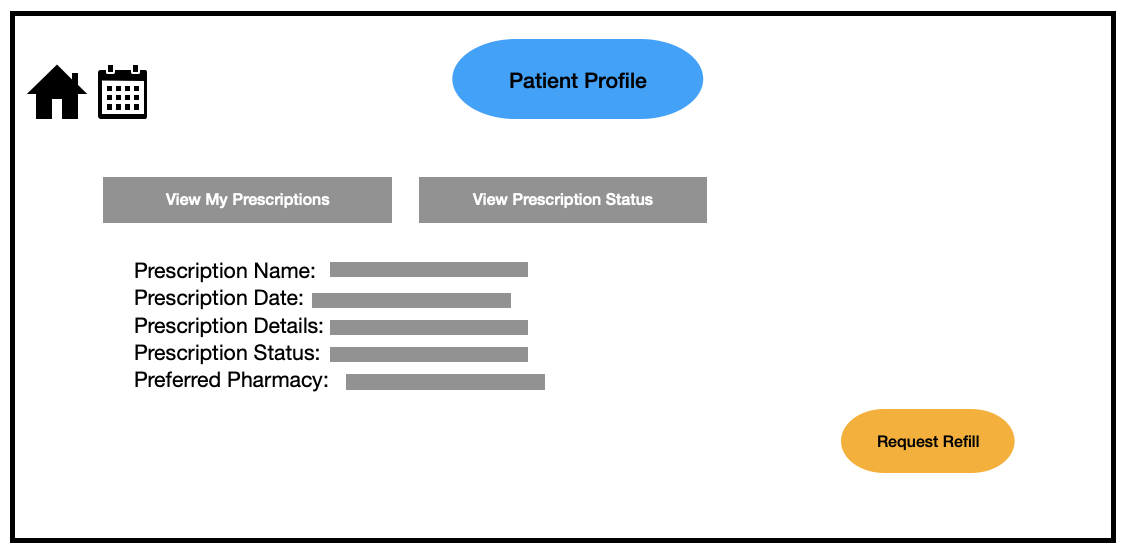 Patient Profile
View My Prescriptions
View Prescription Status
Prescription Name:
Prescription Date:
Prescription Details:
Prescription Status:
Preferred Pharmacy:
Request Refill